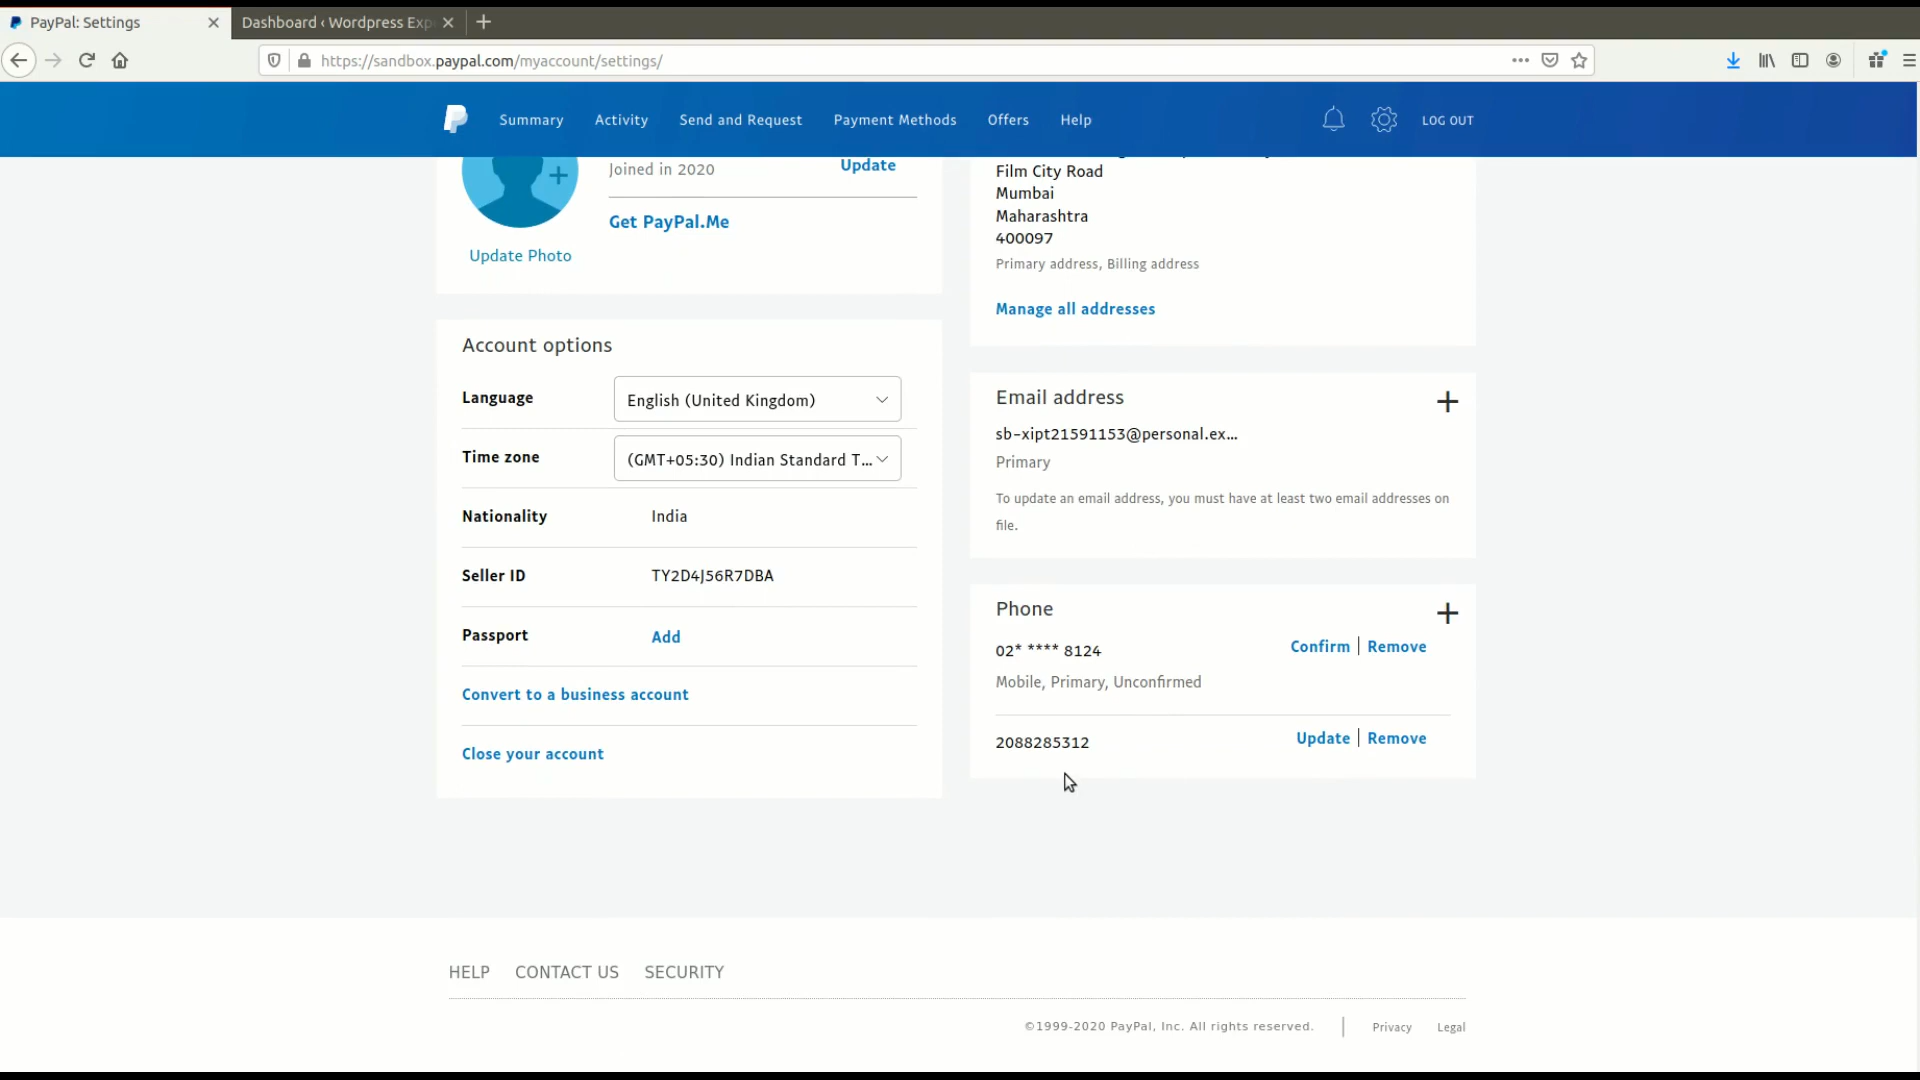 PayPal: Settings
Dashboard ‹ Wordpress Exp
https://sandbox.paypal.com/myaccount/settings/
Summary
Activity
Send and Request
Payment Methods
Offers
Help
LOG OUT
Joined in 2020
Update
Get PayPal.Me
Update Photo
Film City Road
Mumbai
Maharashtra
400097
Primary address, Billing address
Manage all addresses
Account options
Language
English (United Kingdom)
Time zone
(GMT+05:30) Indian Standard T...
Nationality
India
Seller ID
TY2D4J56R7DBA
Passport
Add
Convert to a business account
Close your account
Email address
sb-xipt21591153@personal.ex...
Primary
To update an email address, you must have at least two email addresses on
file.
Phone
02* **** 8124
Confirm | Remove
Mobile, Primary, Unconfirmed
2088285312
Update | Remove
HELP
CONTACT US
SECURITY
©1999-2020 PayPal, Inc. All rights reserved.
Privacy
Legal